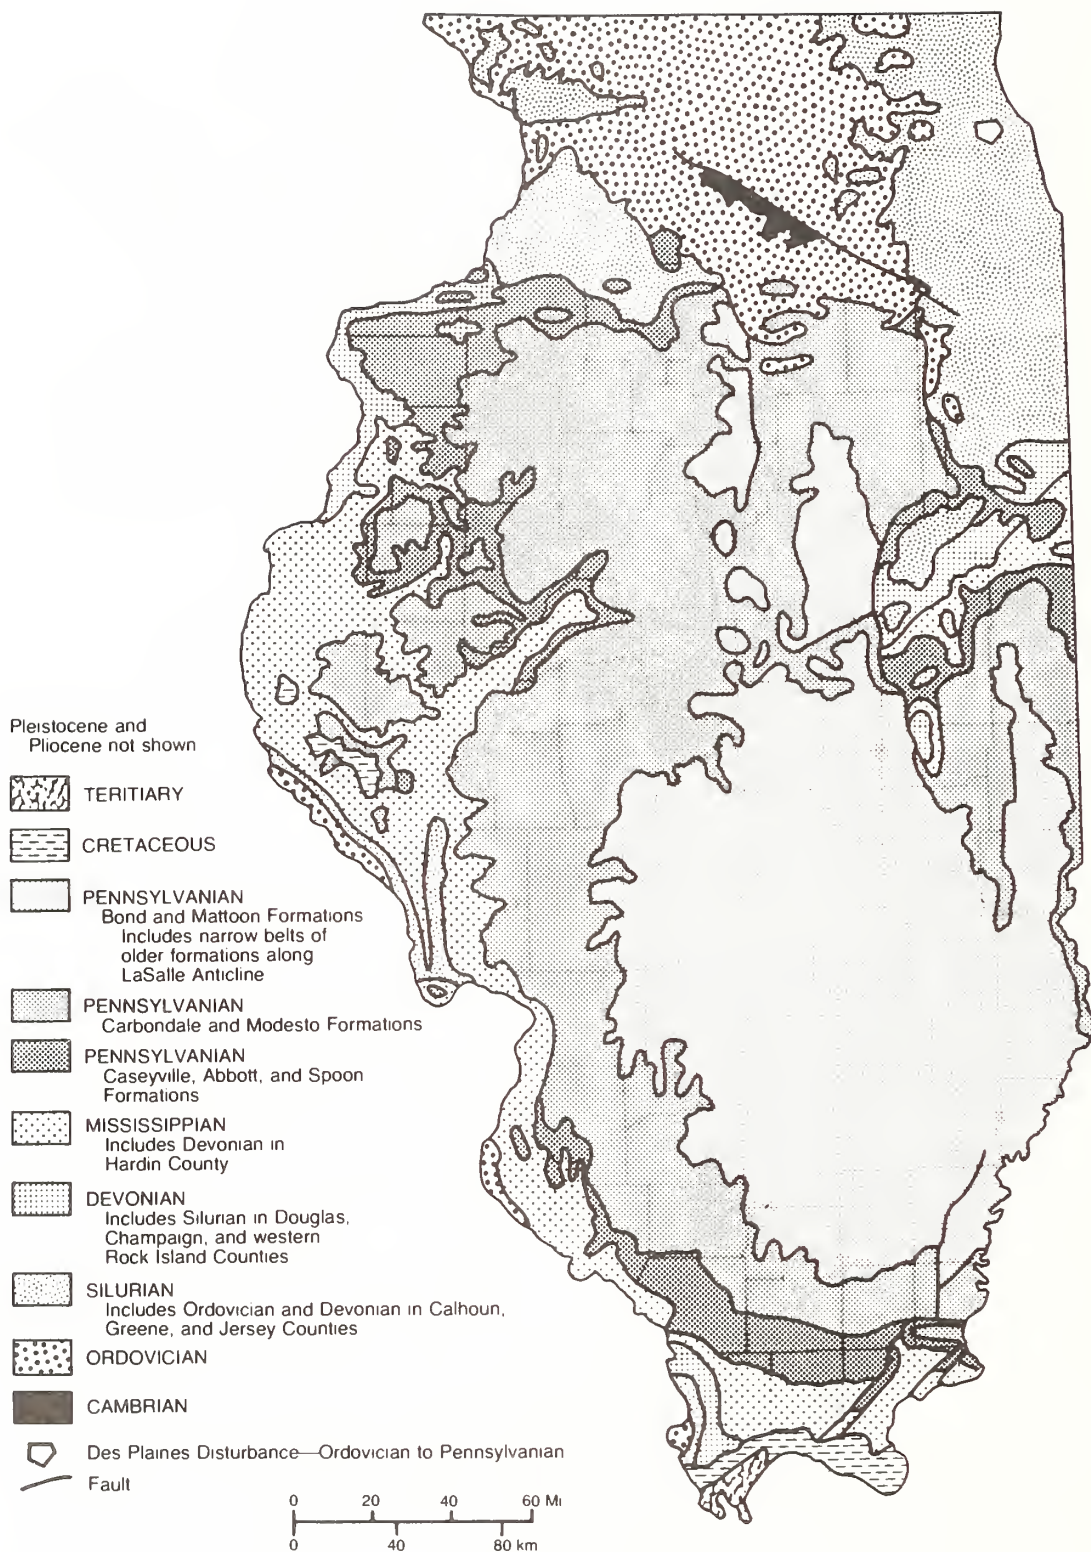 Pleistocene and
Pliocene not shown
TERITIARY
CRETACEOUS
PENNSYLVANIAN
Bond and Mattoon Formations
Includes narrow belts of
older formations along
LaSalle Anticline
PENNSYLVANIAN
Carbondale and Modesto Formations
PENNSYLVANIAN
Caseyville, Abbott, and Spoon
Formations
MISSISSIPPIAN
Includes Devonian in
Hardin County
DEVONIAN
Includes Silurian in Douglas,
Champaign, and western
Rock Island Counties
SILURIAN
Includes Ordovician and Devonian in Calhoun,
Greene, and Jersey Counties
ORDOVICIAN
CAMBRIAN
Des Plaines Disturbance—Ordovician to Pennsylvanian
Fault
0 20 40 60 MI
0 40 80 km